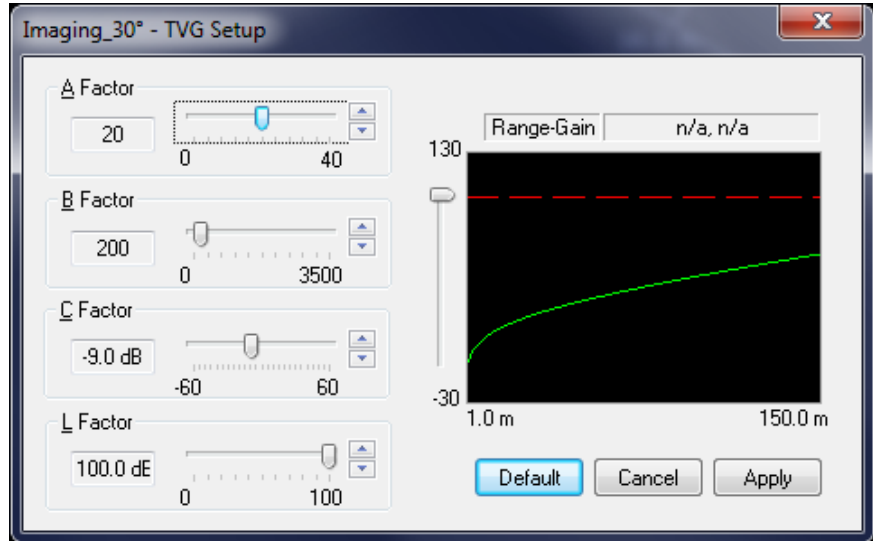 Imaging_30° - TVG Setup
A Factor
20
0 40
B Factor
200
0 3500
C Factor
-9.0 dB
-60 60
L Factor
100.0 dE
0 100
Range-Gain n/a, n/a
130
-30
1.0 m 150.0 m
Default Cancel Apply